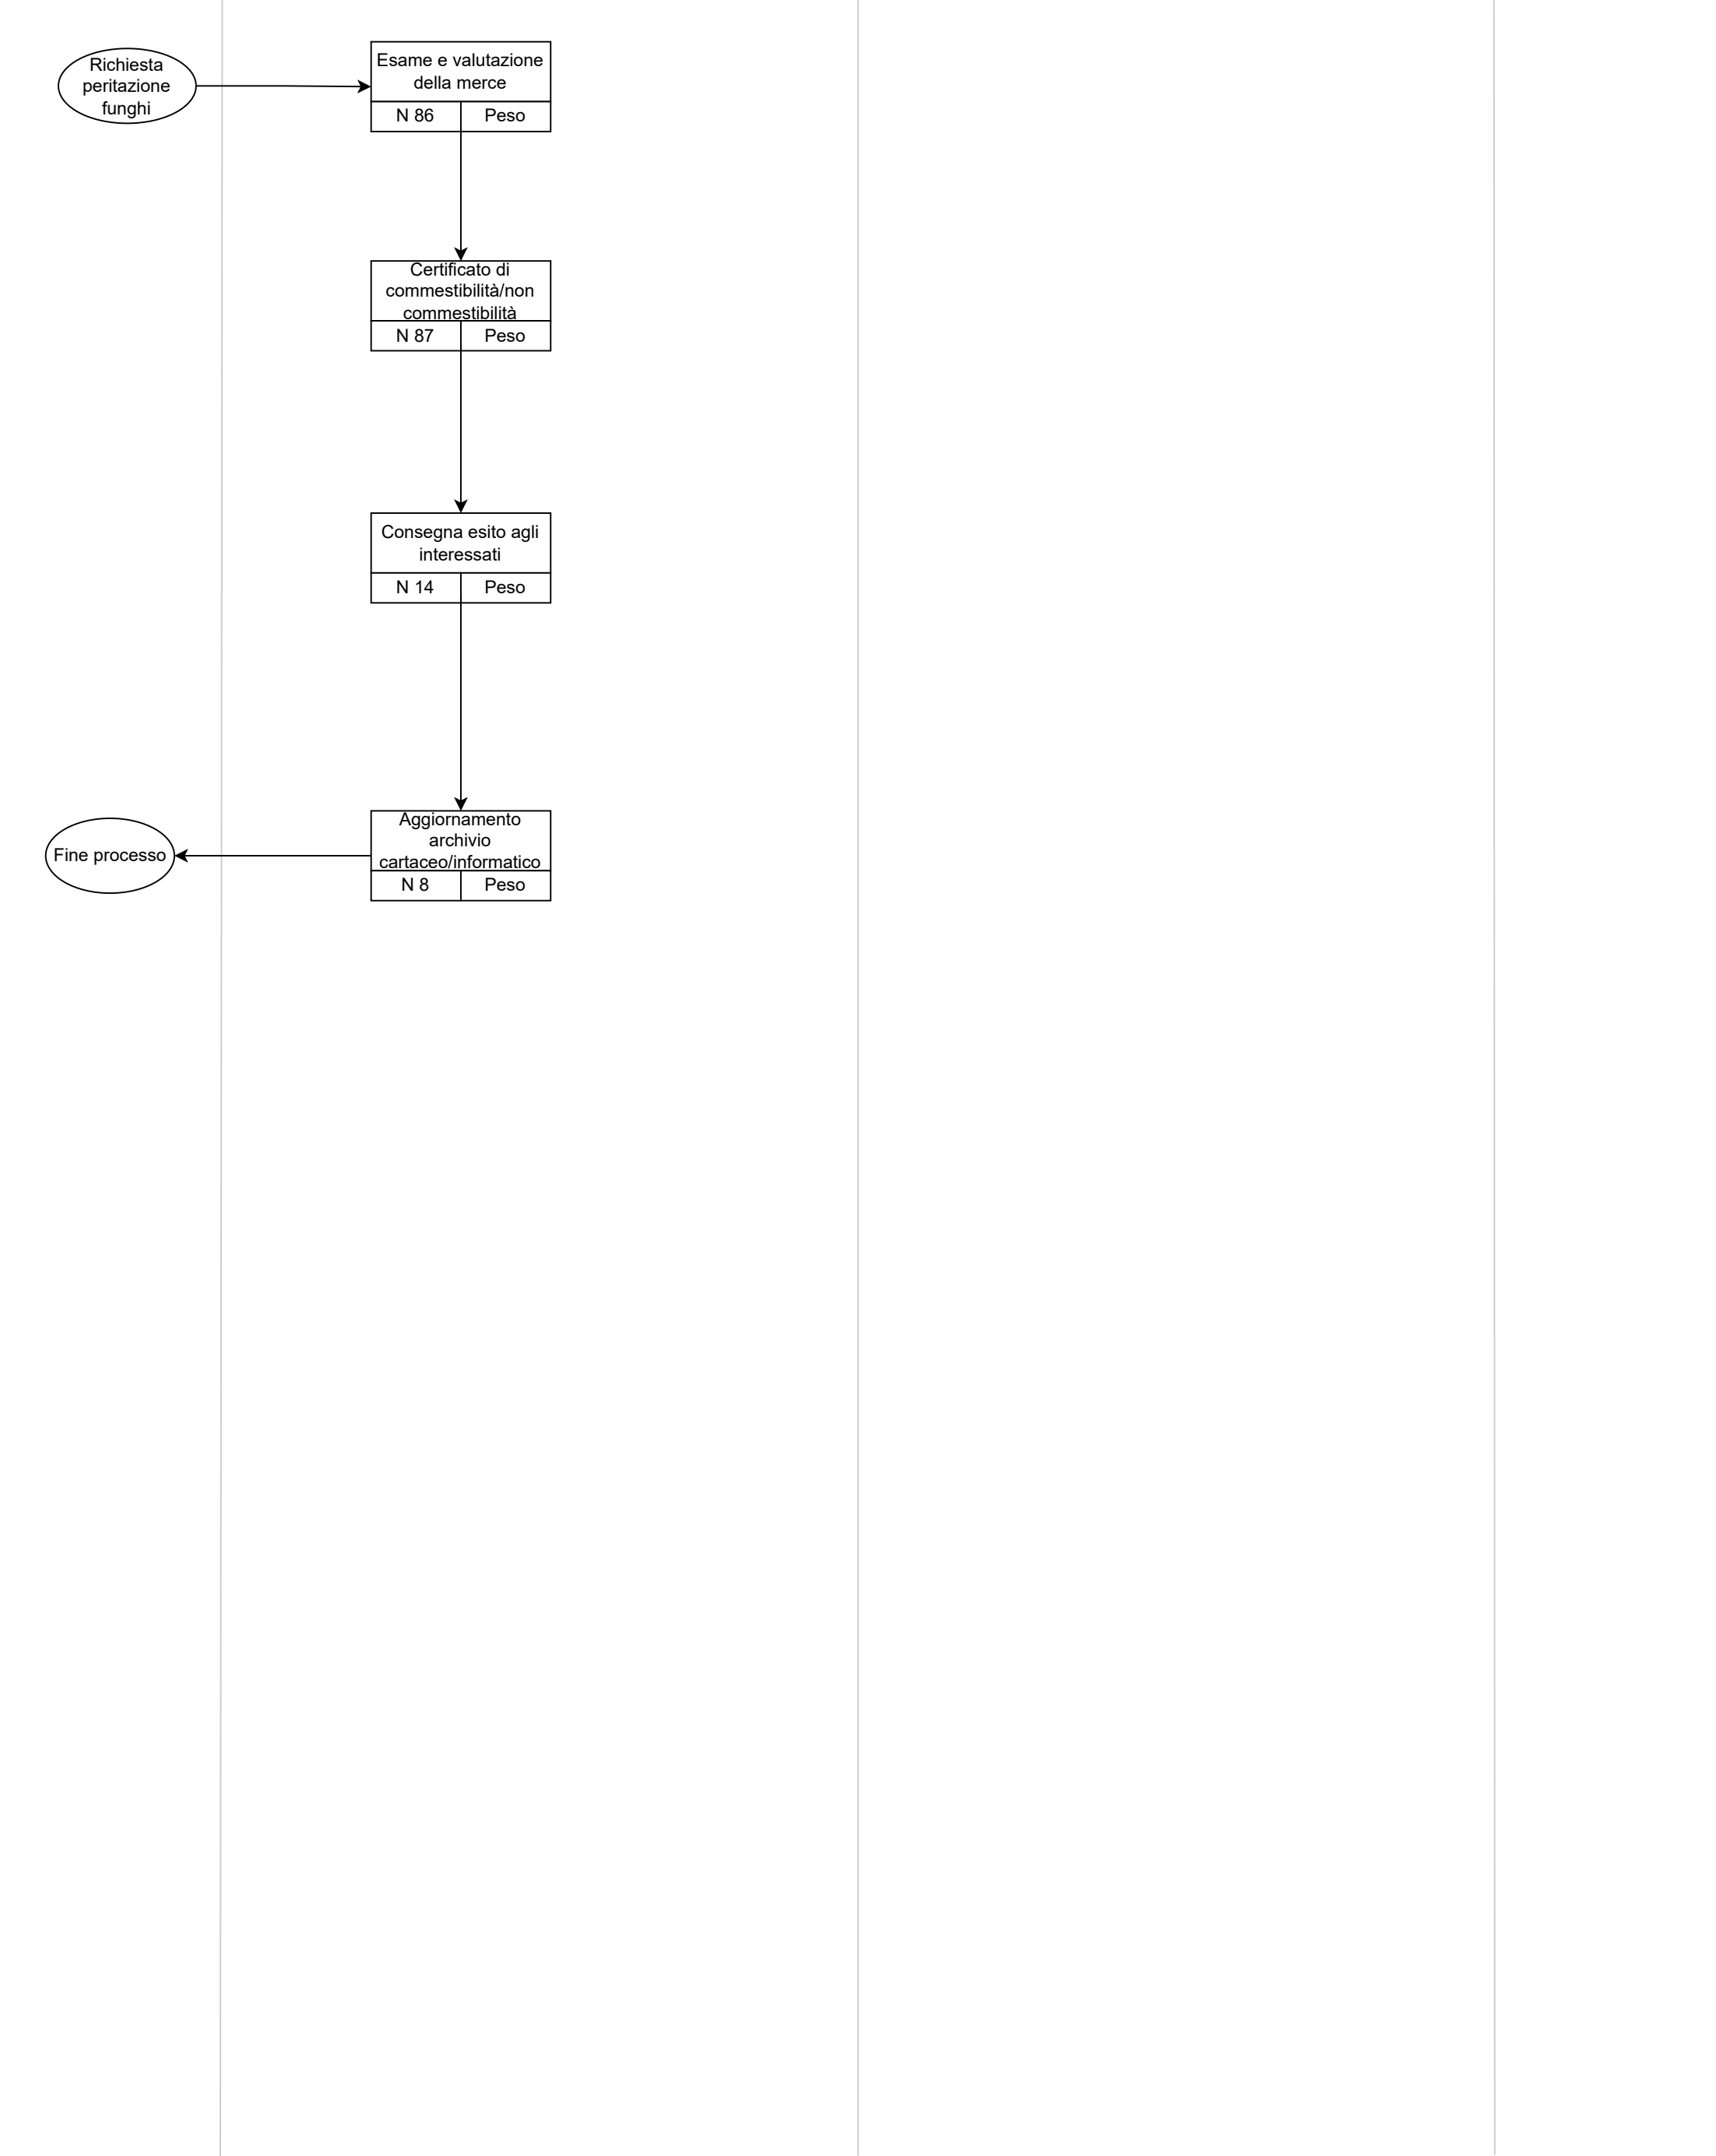 Richiesta
peritazione
funghi
Esame e valutazione
della merce
N 86
Peso
Certificato di
commestibilità/non
commestibilità
N 87
Peso
Consegna esito agli
interessati
N 14
Peso
Aggiornamento
archivio
cartaceo/informatico
N 8
Peso
Fine processo